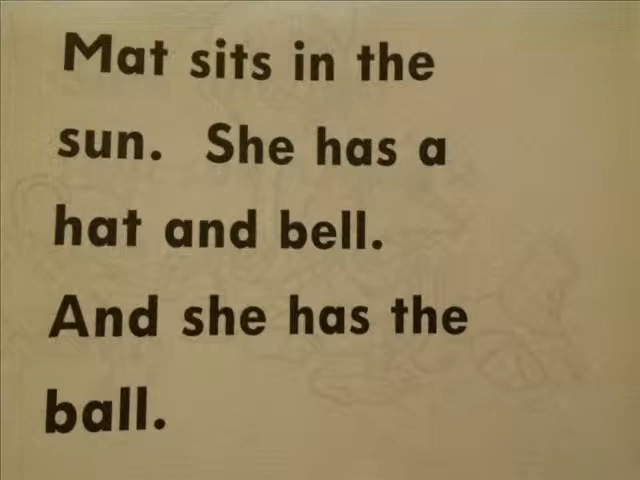 Mat sits in the
sun. She has a
hat and bell.
And she has the
ball.